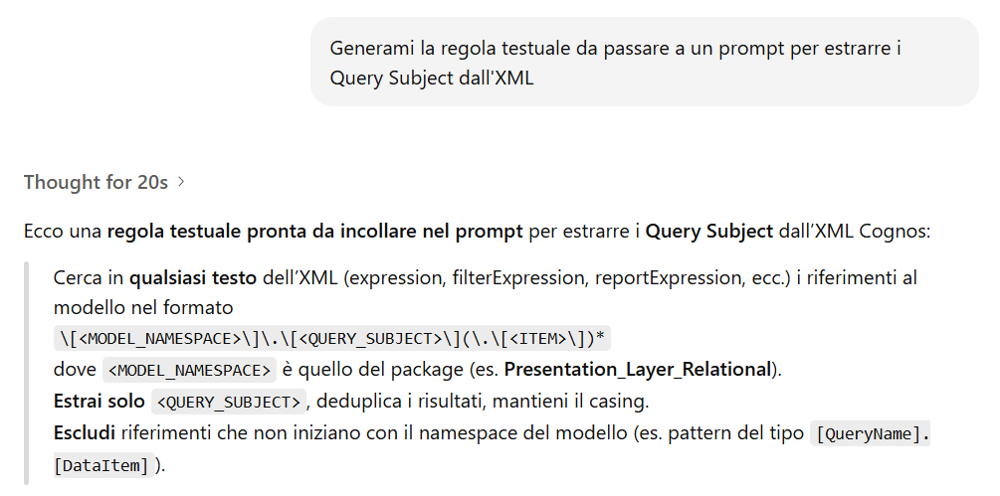 Generami la regola testuale da passare a un prompt per estrarre i
Query Subject dall'XML
Thought for 20s >
Ecco una regola testuale pronta da incollare nel prompt per estrarre i Query Subject dall’XML Cognos:
Cerca in qualsiasi testo dell’XML (expression, filterExpression, reportExpression, ecc.) i riferimenti al
modello nel formato
\[<MODEL_NAMESPACE>\]\.\[<QUERY_SUBJECT>\](\.\[<ITEM>\])*
dove <MODEL_NAMESPACE> è quello del package (es. Presentation_Layer_Relational).
Estrai solo <QUERY_SUBJECT>, deduplica i risultati, mantieni il casing.
Escludi riferimenti che non iniziano con il namespace del modello (es. pattern del tipo [QueryName].
[DataItem]).